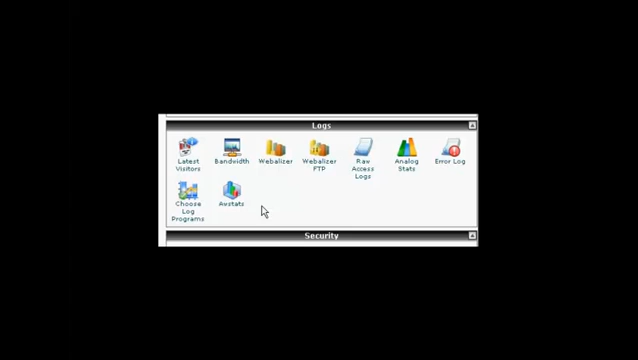 Logs
Latest
Visitors
Bandwidth
Webalizer
Webalizer
FTP
Raw
Access
Logs
Analog
Stats
Error Log
Choose
Log
Programs
Awstats
Security